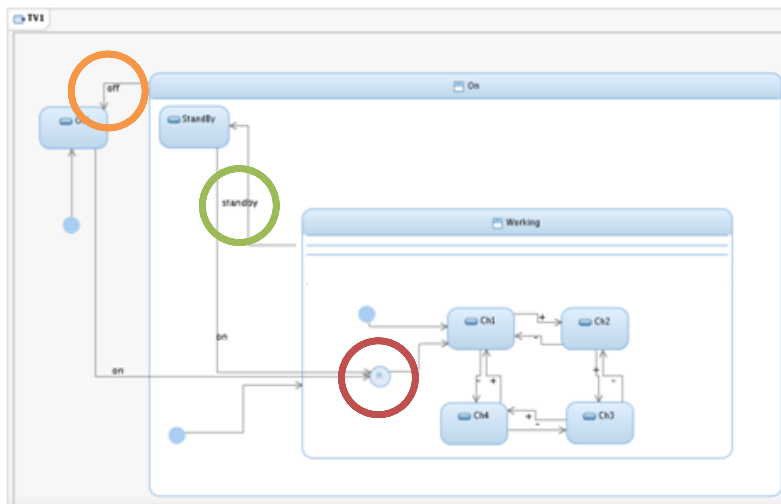 TV1
off
On
StandBy
standby
Working
Ch1
+
Ch2
-
on
H
+
-
on
-
+
Ch4
+
-
Ch3